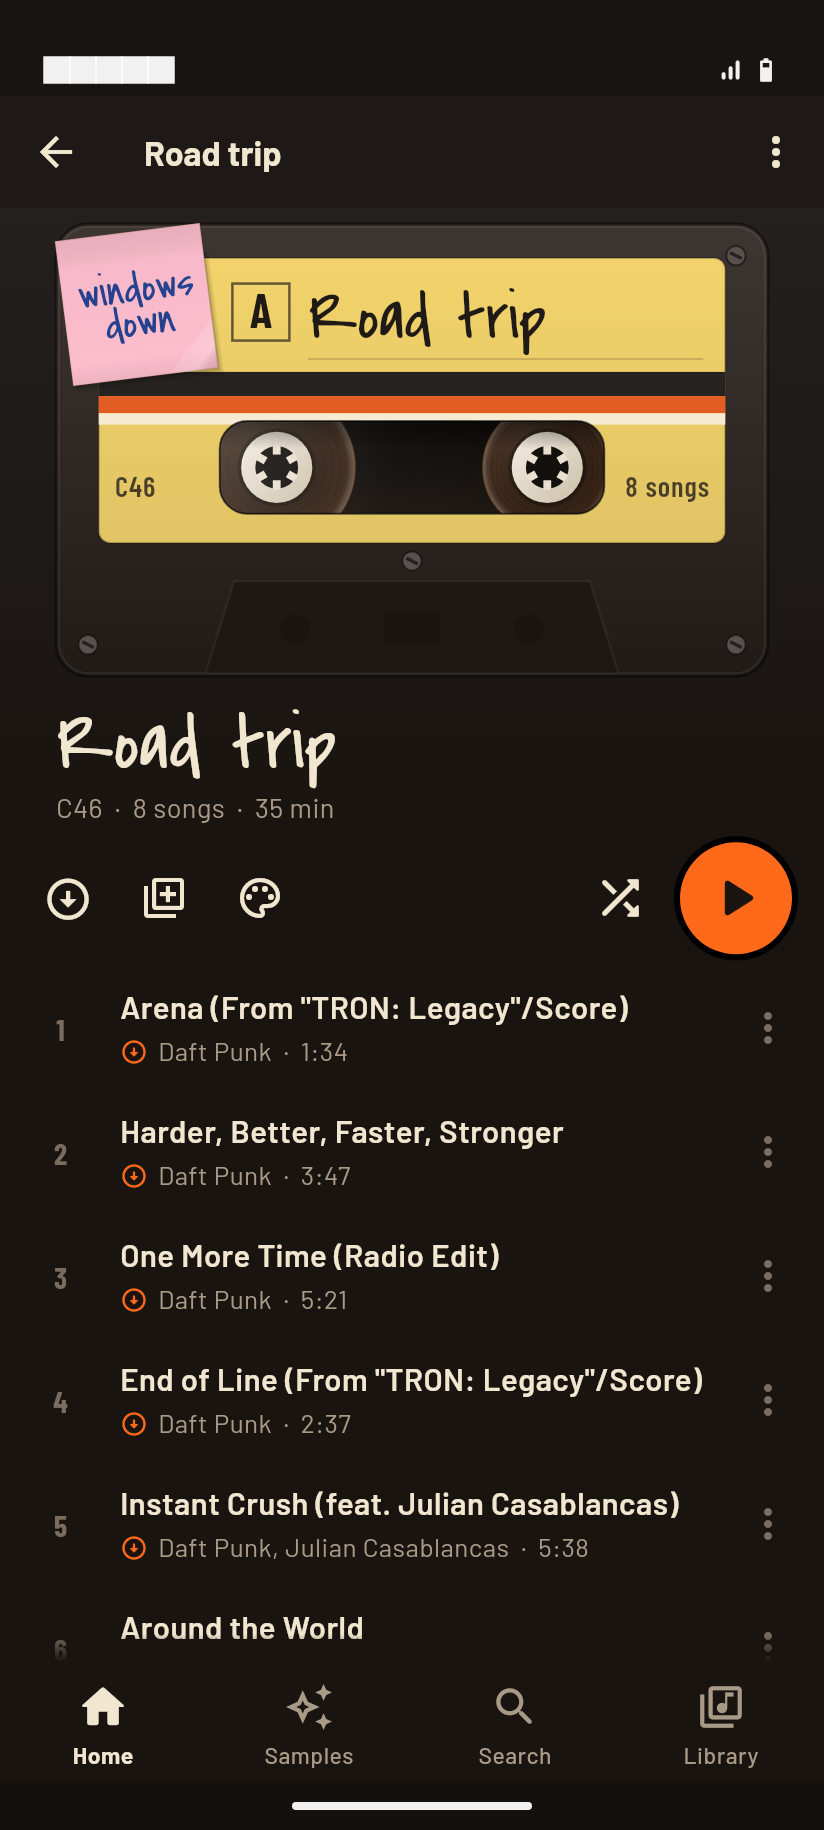 Road trip
windows
down
A
Road trip
C46
8 songs
Road trip
C46 · 8 songs · 35 min
1
Arena (From "TRON: Legacy"/Score)
Daft Punk · 1:34
2
Harder, Better, Faster, Stronger
Daft Punk · 3:47
3
One More Time (Radio Edit)
Daft Punk · 5:21
4
End of Line (From "TRON: Legacy"/Score)
Daft Punk · 2:37
5
Instant Crush (feat. Julian Casablancas)
Daft Punk, Julian Casablancas · 5:38
6
Around the World
Home
Samples
Search
Library